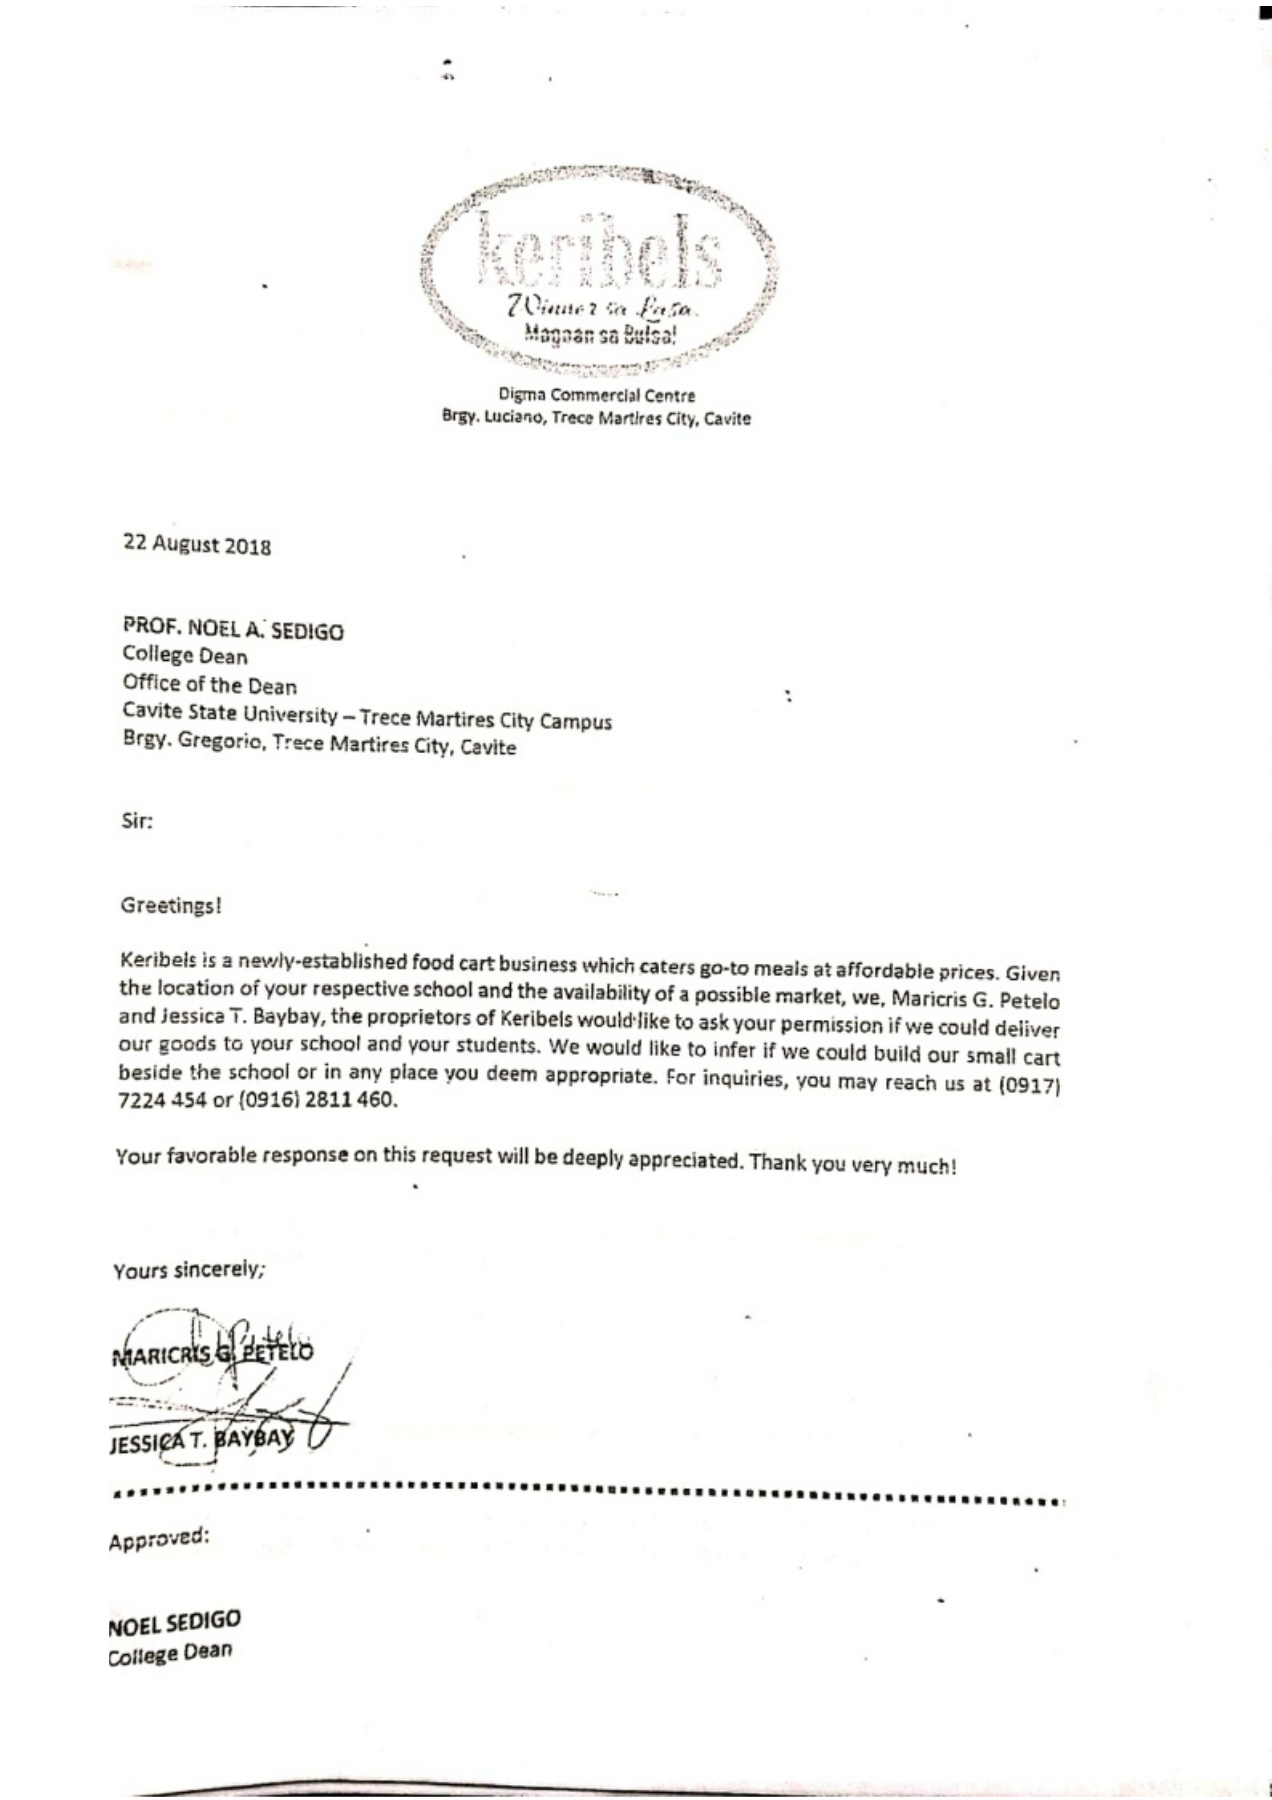 keribels
Winner sa Lasa.
Magaan sa Bulsa!
Digma Commercial Centre
Brgy. Luciano, Trece Martires City, Cavite
22 August 2018
PROF. NOEL A. SEDIGO
College Dean
Office of the Dean
Cavite State University – Trece Martires City Campus
Brgy. Gregorio, Trece Martires City, Cavite
Sir:
Greetings!
Keribels is a newly-established food cart business which caters go-to meals at affordable prices. Given
the location of your respective school and the availability of a possible market, we, Maricris G. Petelo
and Jessica T. Baybay, the proprietors of Keribels would like to ask your permission if we could deliver
our goods to your school and your students. We would like to infer if we could build our small cart
beside the school or in any place you deem appropriate. For inquiries, you may reach us at (0917)
7224 454 or (0916) 2811 460.
Your favorable response on this request will be deeply appreciated. Thank you very much!
Yours sincerely;
MARICRIS G. PETELO
JESSICA T. BAYBAY
Approved:
NOEL SEDIGO
College Dean